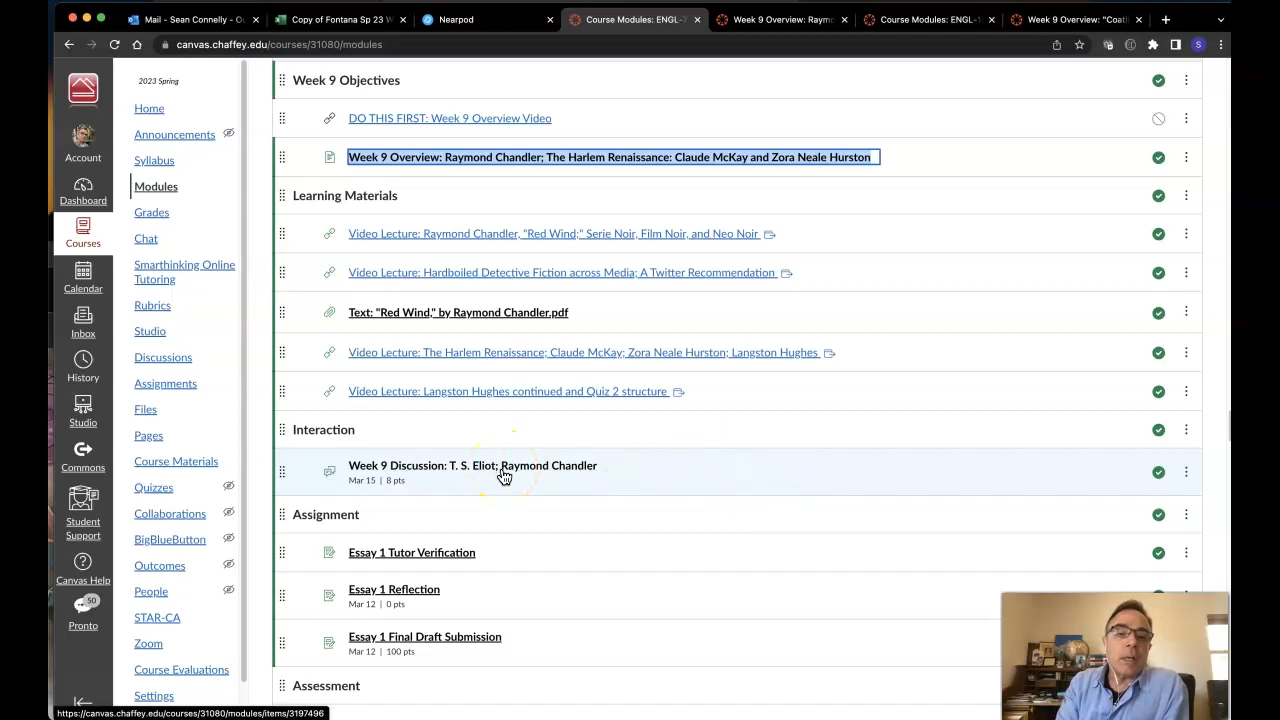 Mail - Sean Connelly - Ou
Copy of Fontana Sp 23 W
Nearpod
Course Modules: ENGL-7
Week 9 Overview: Raymo
Course Modules: ENGL-1
Week 9 Overview: "Coatl
canvas.chaffey.edu/courses/31080/modules
S
2023 Spring
Home
Announcements
Syllabus
Modules
Grades
Chat
Smarthinking Online
Tutoring
Rubrics
Studio
Discussions
Assignments
Files
Pages
Course Materials
Quizzes
Collaborations
BigBlueButton
Outcomes
People
STAR-CA
Zoom
Course Evaluations
Settings
Account
Dashboard
Courses
Calendar
Inbox
History
Studio
Commons
Student
Support
Canvas Help
50
Pronto
Week 9 Objectives
DO THIS FIRST: Week 9 Overview Video
Week 9 Overview: Raymond Chandler; The Harlem Renaissance: Claude McKay and Zora Neale Hurston
Learning Materials
Video Lecture: Raymond Chandler, "Red Wind;" Serie Noir, Film Noir, and Neo Noir
Video Lecture: Hardboiled Detective Fiction across Media; A Twitter Recommendation
Text: "Red Wind," by Raymond Chandler.pdf
Video Lecture: The Harlem Renaissance; Claude McKay; Zora Neale Hurston; Langston Hughes
Video Lecture: Langston Hughes continued and Quiz 2 structure
Interaction
Week 9 Discussion: T. S. Eliot; Raymond Chandler
Mar 15 | 8 pts
Assignment
Essay 1 Tutor Verification
Essay 1 Reflection
Mar 12 | 0 pts
Essay 1 Final Draft Submission
Mar 12 | 100 pts
Assessment
https://canvas.chaffey.edu/courses/31080/modules/items/3197496